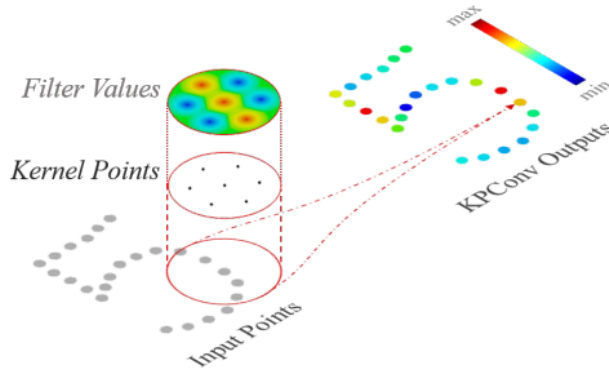 max
min
Filter Values
Kernel Points
KPConv Outputs
Input Points